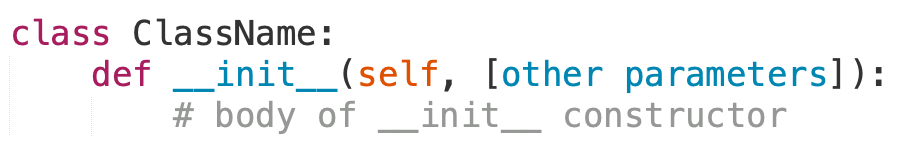 class ClassName:
    def __init__(self, [other parameters]):
        # body of __init__ constructor